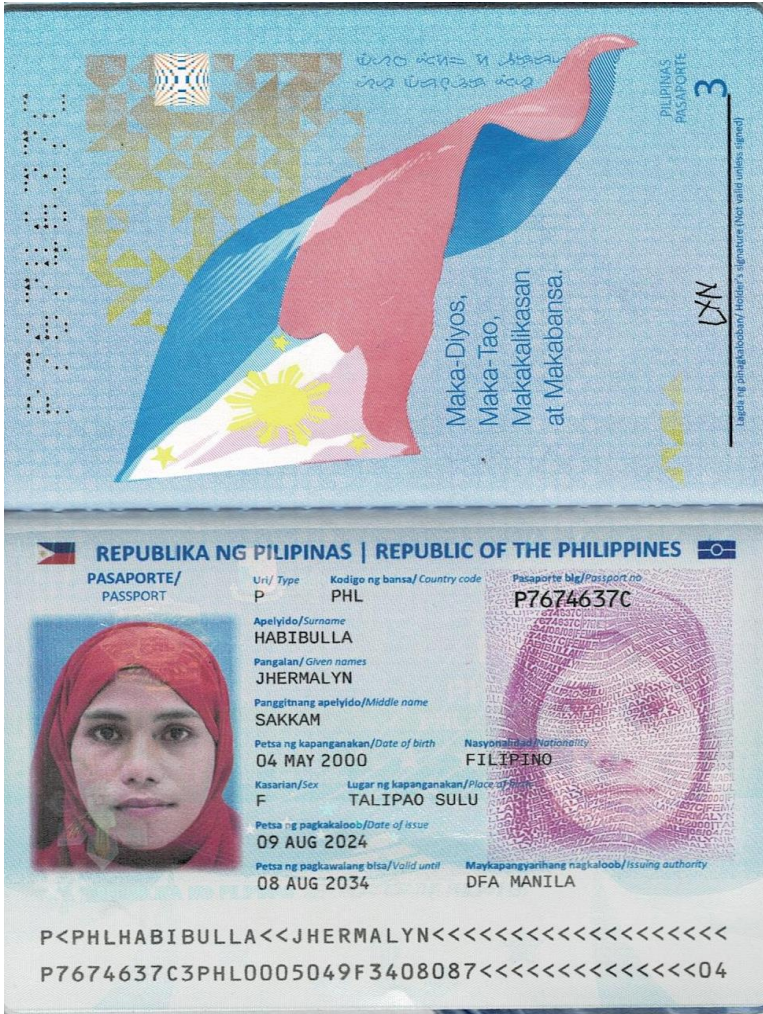 P7674637C
PILIPINAS
PASAPORTE
3
Maka-Diyos,
Maka-Tao,
Makakalikasan
at Makabansa.
LYN
Lagda ng pinagkalooban/ Holder's signature (Not valid unless signed)
REPUBLIKA NG PILIPINAS | REPUBLIC OF THE PHILIPPINES
PASAPORTE/
PASSPORT
Uri/ Type Kodigo ng bansa/ Country code Pasaporte blg/Passport no
P PHL P7674637C
Apelyido/Surname
HABIBULLA
Pangalan/ Given names
JHERMALYN
Panggitnang apelyido/Middle name
SAKKAM
Petsa ng kapanganakan/Date of birth Nasyonalidad/Nationality
04 MAY 2000 FILIPINO
Kasarian/Sex Lugar ng kapanganakan/Place of birth
F TALIPAO SULU
Petsa ng pagkakaloob/Date of issue
09 AUG 2024
Petsa ng pagkawalang bisa/Valid until Maykapangyarihang nagkaloob/Issuing authority
08 AUG 2034 DFA MANILA
P<PHLHABIBULLA<<JHERMALYN<<<<<<<<<<<<<<<<<<<
P7674637C3PHL0005049F3408087<<<<<<<<<<<<<<04